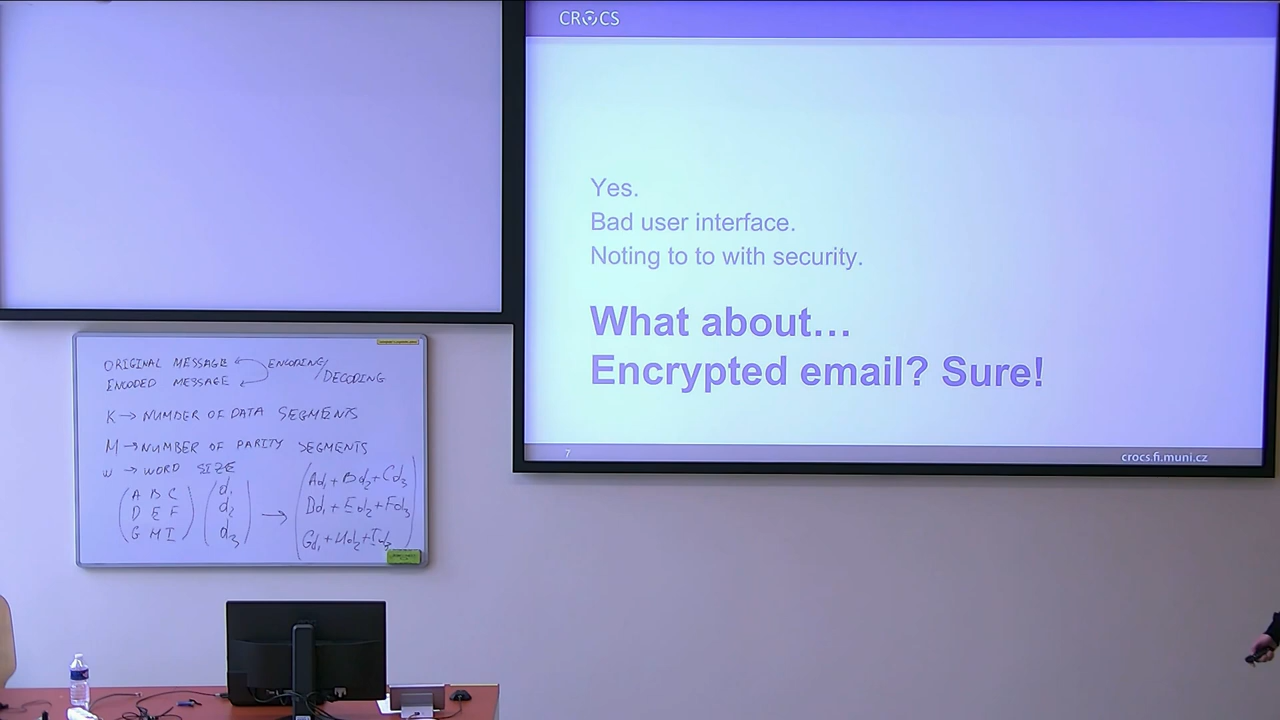 CROCS
Yes.
Bad user interface.
Noting to to with security.
What about…
Encrypted email? Sure!
7
crocs.fi.muni.cz
ORIGINAL MESSAGE
ENCODING/
DECODING
ENCODED MESSAGE
K → NUMBER OF DATA SEGMENTS
M → NUMBER OF PARITY SEGMENTS
w → WORD SIZE
A B C
D E F
G H I
d1
d2
d3
→
Ad1 + Bd2 + Cd3
Dd1 + Ed2 + Fd3
Gd1 + Hd2 + Id3